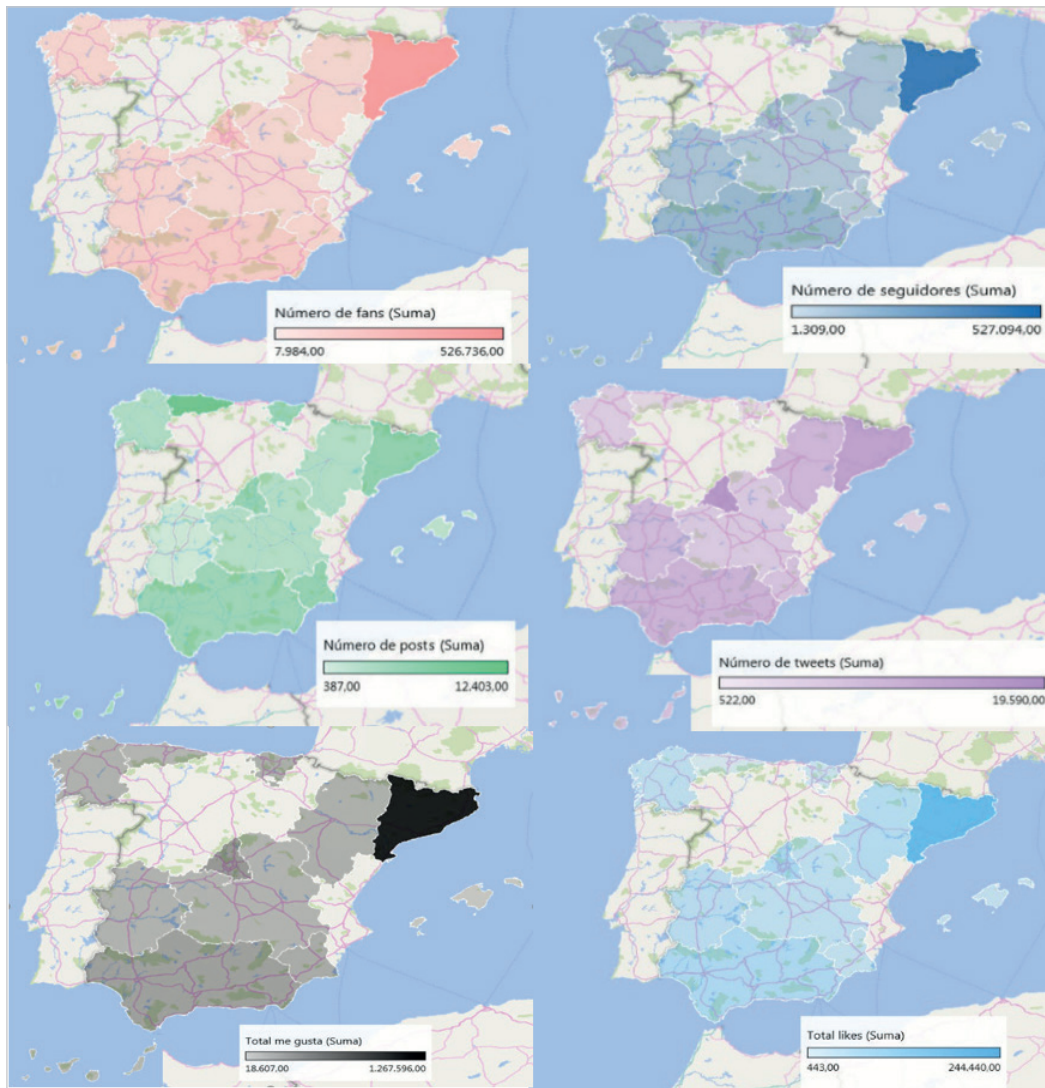 Número de fans (Suma)
7.984,00 526.736,00
Número de seguidores (Suma)
1.309,00 527.094,00
Número de posts (Suma)
387,00 12.403,00
Número de tweets (Suma)
522,00 19.590,00
Total me gusta (Suma)
18.607,00 1.267.596,00
Total likes (Suma)
443,00 244.440,00